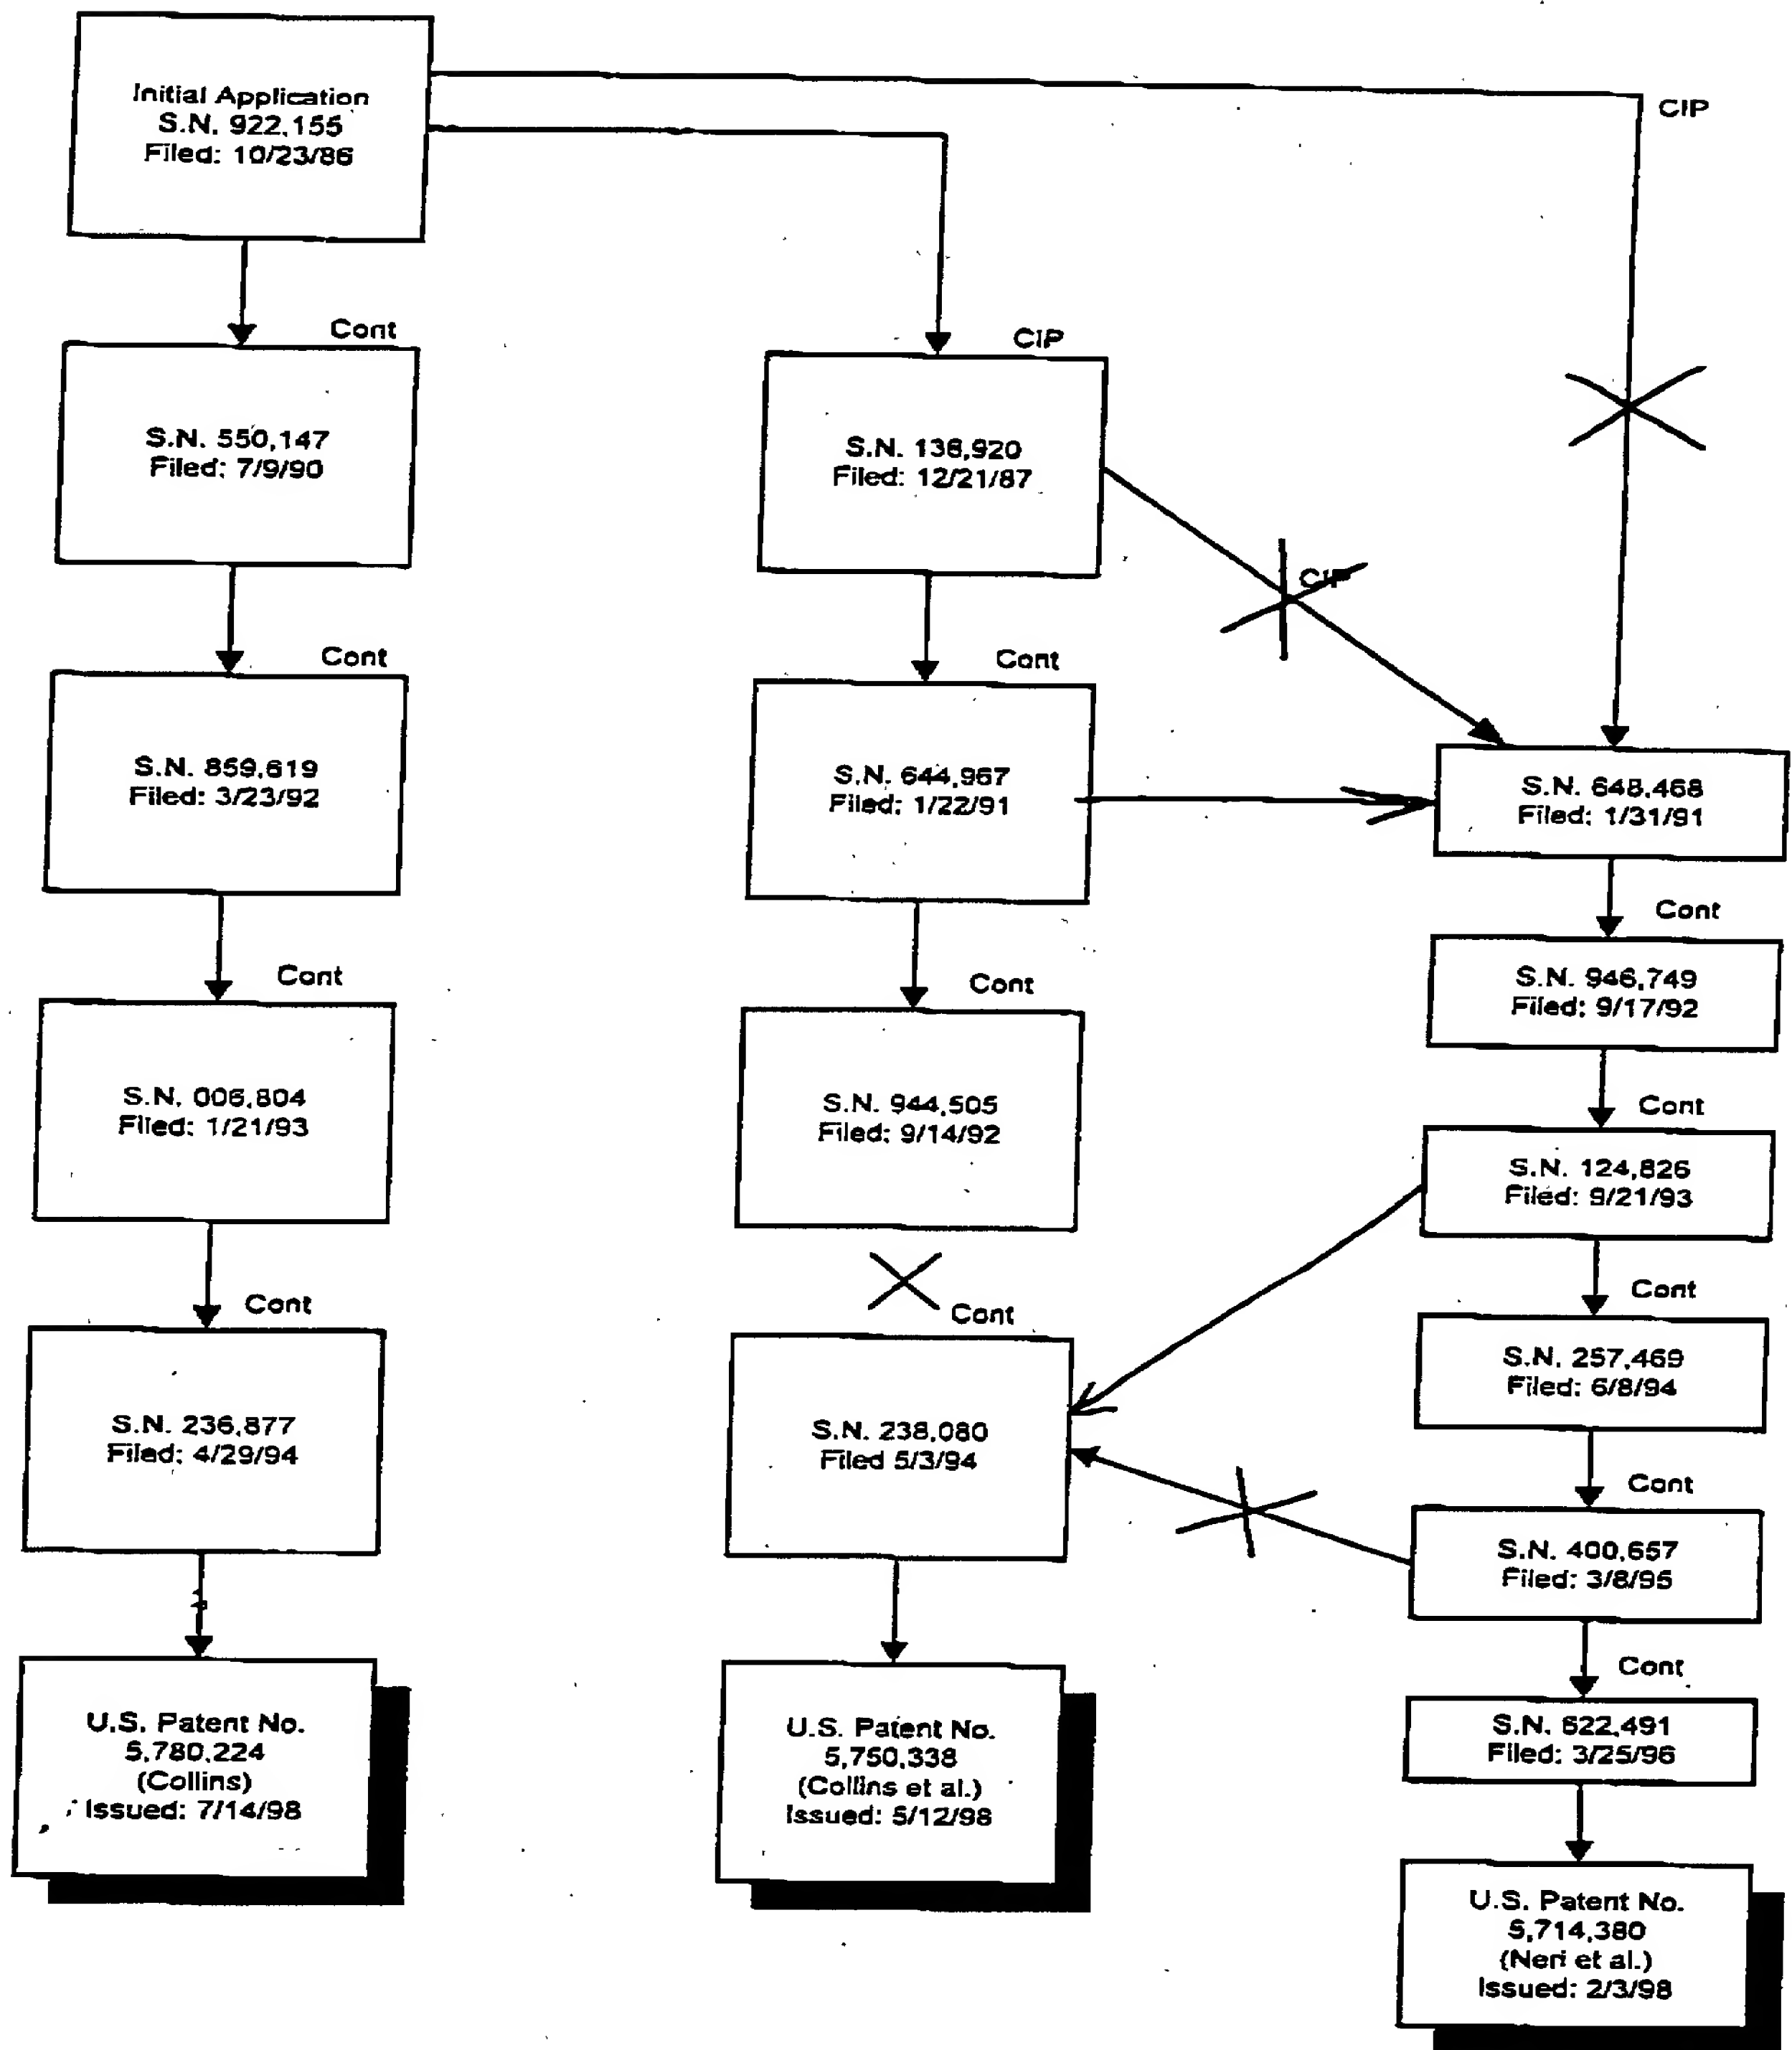 Initial Application
S.N. 922,155
Filed: 10/23/86
CIP
Cont
CIP
S.N. 550,147
Filed: 7/9/90
S.N. 136,920
Filed: 12/21/87
CIP
Cont
Cont
S.N. 859,619
Filed: 3/23/92
S.N. 644,967
Filed: 1/22/91
S.N. 648,468
Filed: 1/31/91
Cont
Cont
Cont
S.N. 946,749
Filed: 9/17/92
S.N. 006,804
Filed: 1/21/93
S.N. 944,505
Filed: 9/14/92
Cont
S.N. 124,826
Filed: 9/21/93
Cont
Cont
Cont
S.N. 257,469
Filed: 6/8/94
S.N. 236,877
Filed: 4/29/94
S.N. 238,080
Filed 5/3/94
Cont
S.N. 400,657
Filed: 3/8/95
Cont
U.S. Patent No.
5,780,224
(Collins)
Issued: 7/14/98
U.S. Patent No.
5,750,338
(Collins et al.)
Issued: 5/12/98
S.N. 622,491
Filed: 3/25/96
U.S. Patent No.
5,714,380
(Neri et al.)
Issued: 2/3/98